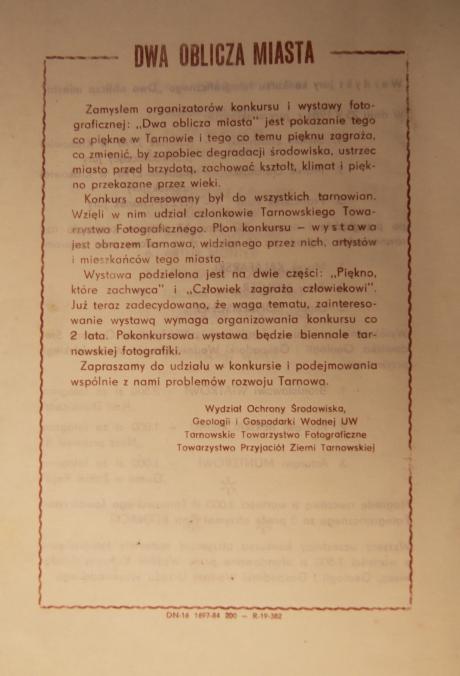 DWA OBLICZA MIASTA
Zamysłem organizatorów konkursu i wystawy foto-
graficznej: „Dwa oblicza miasta" jest pokazanie tego
co piękne w Tarnowie i tego co temu pięknu zagraża,
co zmienić, by zapobiec degradacji środowiska, ustrzec
miasto przed brzydotą, zachować kształt, klimat i pięk-
no przekazane przez wieki.
Konkurs adresowany był do wszystkich tarnowian.
Wzięli w nim udział członkowie Tarnowskiego Towa-
rzystwa Fotograficznego. Plon konkursu – wystawa
jest obrazem Tarnowa, widzianego przez nich, artystów
i mieszkańców tego miasta.
Wystawa podzielona jest na dwie części: „Piękno,
które zachwyca" i „Człowiek zagraża człowiekowi".
Już teraz zadecydowano, że waga tematu, zaintereso-
wanie wystawą wymaga organizowania konkursu co
2 lata. Pokonkursowa wystawa będzie biennale tar-
nowskiej fotografiki.
Zapraszamy do udziału w konkursie i podejmowania
wspólnie z nami problemów rozwoju Tarnowa.
Wydział Ochrony Środowiska,
Geologii i Gospodarki Wodnej UW
Tarnowskie Towarzystwo Fotograficzne
Towarzystwo Przyjaciół Ziemi Tarnowskiej
DN-16 1697-84 200 – R-19-382